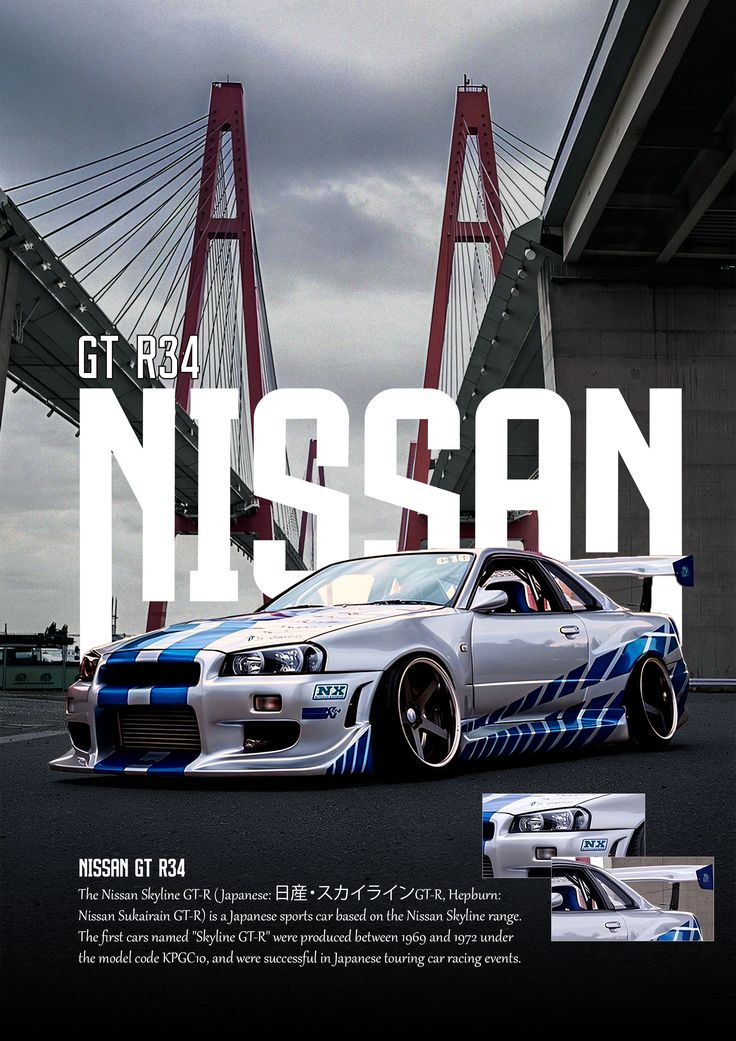 GT R34
NISSAN
C10
NX
NX
NISSAN GT R34
The Nissan Skyline GT-R (Japanese: 日産・スカイラインGT-R, Hepburn:
Nissan Sukairain GT-R) is a Japanese sports car based on the Nissan Skyline range.
The first cars named "Skyline GT-R" were produced between 1969 and 1972 under
the model code KPGC10, and were successful in Japanese touring car racing events.